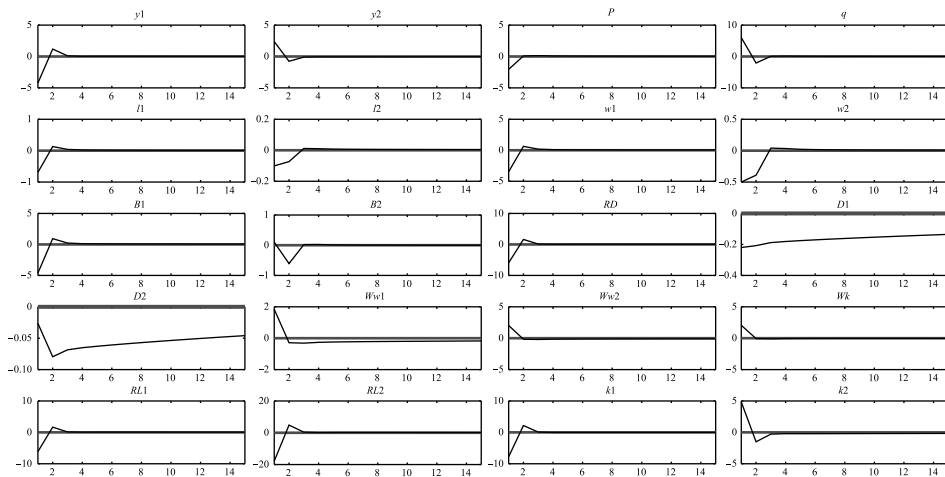 y1 y2 P q
5 5 5 10
0 0 0 0
−5 −5 −5 −10
2 4 6 8 10 12 14 2 4 6 8 10 12 14 2 4 6 8 10 12 14 2 4 6 8 10 12 14
l1 l2 w1 w2
1 0.2 5 0.5
0 0 0 0
−1 −0.2 −5 −0.5
2 4 6 8 10 12 14 2 4 6 8 10 12 14 2 4 6 8 10 12 14 2 4 6 8 10 12 14
B1 B2 RD D1
5 1 10 0
0 0 0 −0.2
−5 −1 −10 −0.4
2 4 6 8 10 12 14 2 4 6 8 10 12 14 2 4 6 8 10 12 14 2 4 6 8 10 12 14
D2 Ww1 Ww2 Wk
0 2 5 5
−0.05 0 0 0
−0.10 −2 −5 −5
2 4 6 8 10 12 14 2 4 6 8 10 12 14 2 4 6 8 10 12 14 2 4 6 8 10 12 14
RL1 RL2 k1 k2
10 20 10 5
0 0 0 0
−10 −20 −10 −5
2 4 6 8 10 12 14 2 4 6 8 10 12 14 2 4 6 8 10 12 14 2 4 6 8 10 12 14